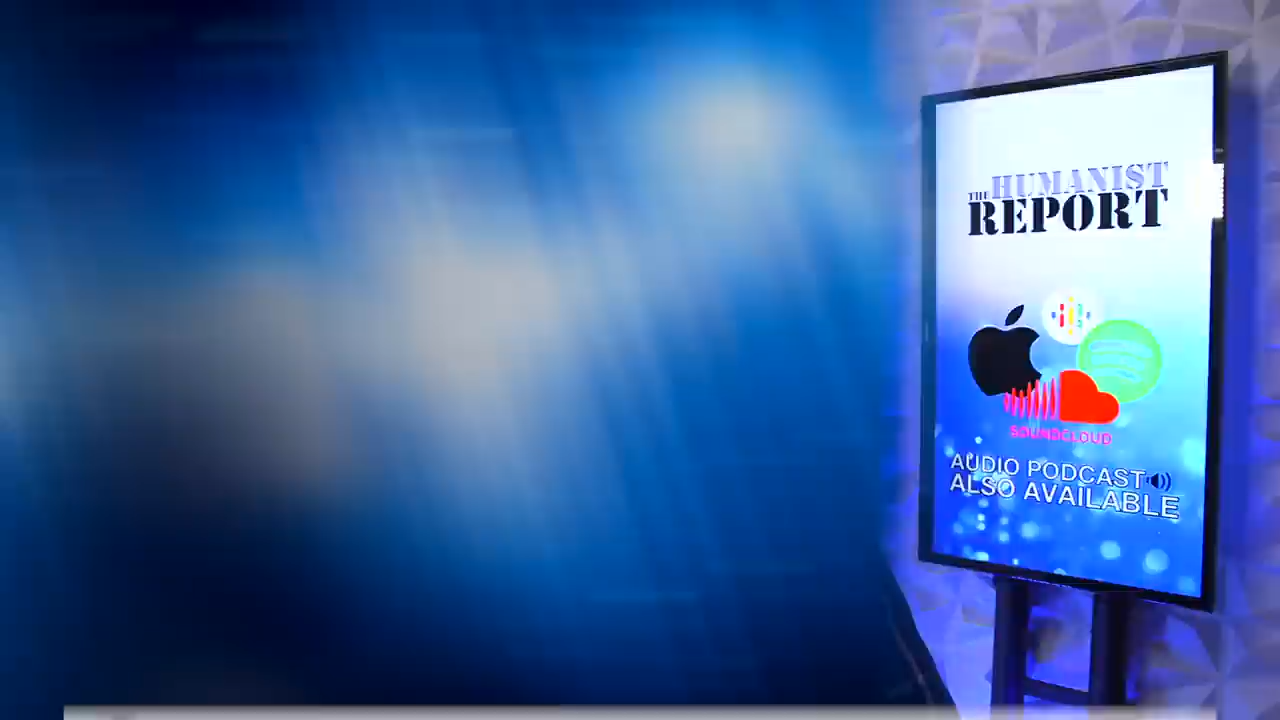 THE HUMANIST
REPORT
SOUNDCLOUD
AUDIO PODCAST
ALSO AVAILABLE